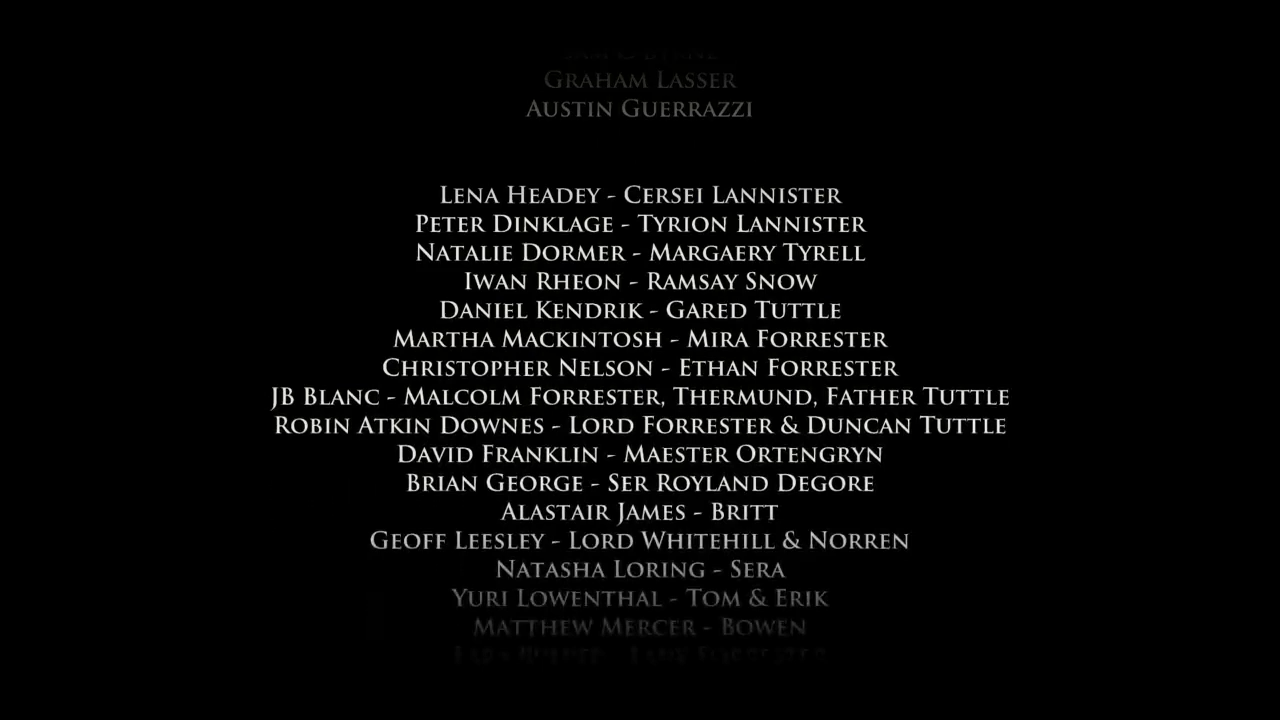 Graham Lasser
Austin Guerrazzi
Lena Headey - Cersei Lannister
Peter Dinklage - Tyrion Lannister
Natalie Dormer - Margaery Tyrell
Iwan Rheon - Ramsay Snow
Daniel Kendrik - Gared Tuttle
Martha Mackintosh - Mira Forrester
Christopher Nelson - Ethan Forrester
JB Blanc - Malcolm Forrester, Thermund, Father Tuttle
Robin Atkin Downes - Lord Forrester & Duncan Tuttle
David Franklin - Maester Ortengryn
Brian George - Ser Royland Degore
Alastair James - Britt
Geoff Leesley - Lord Whitehill & Norren
Natasha Loring - Sera
Yuri Lowenthal - Tom & Erik
Matthew Mercer - Bowen